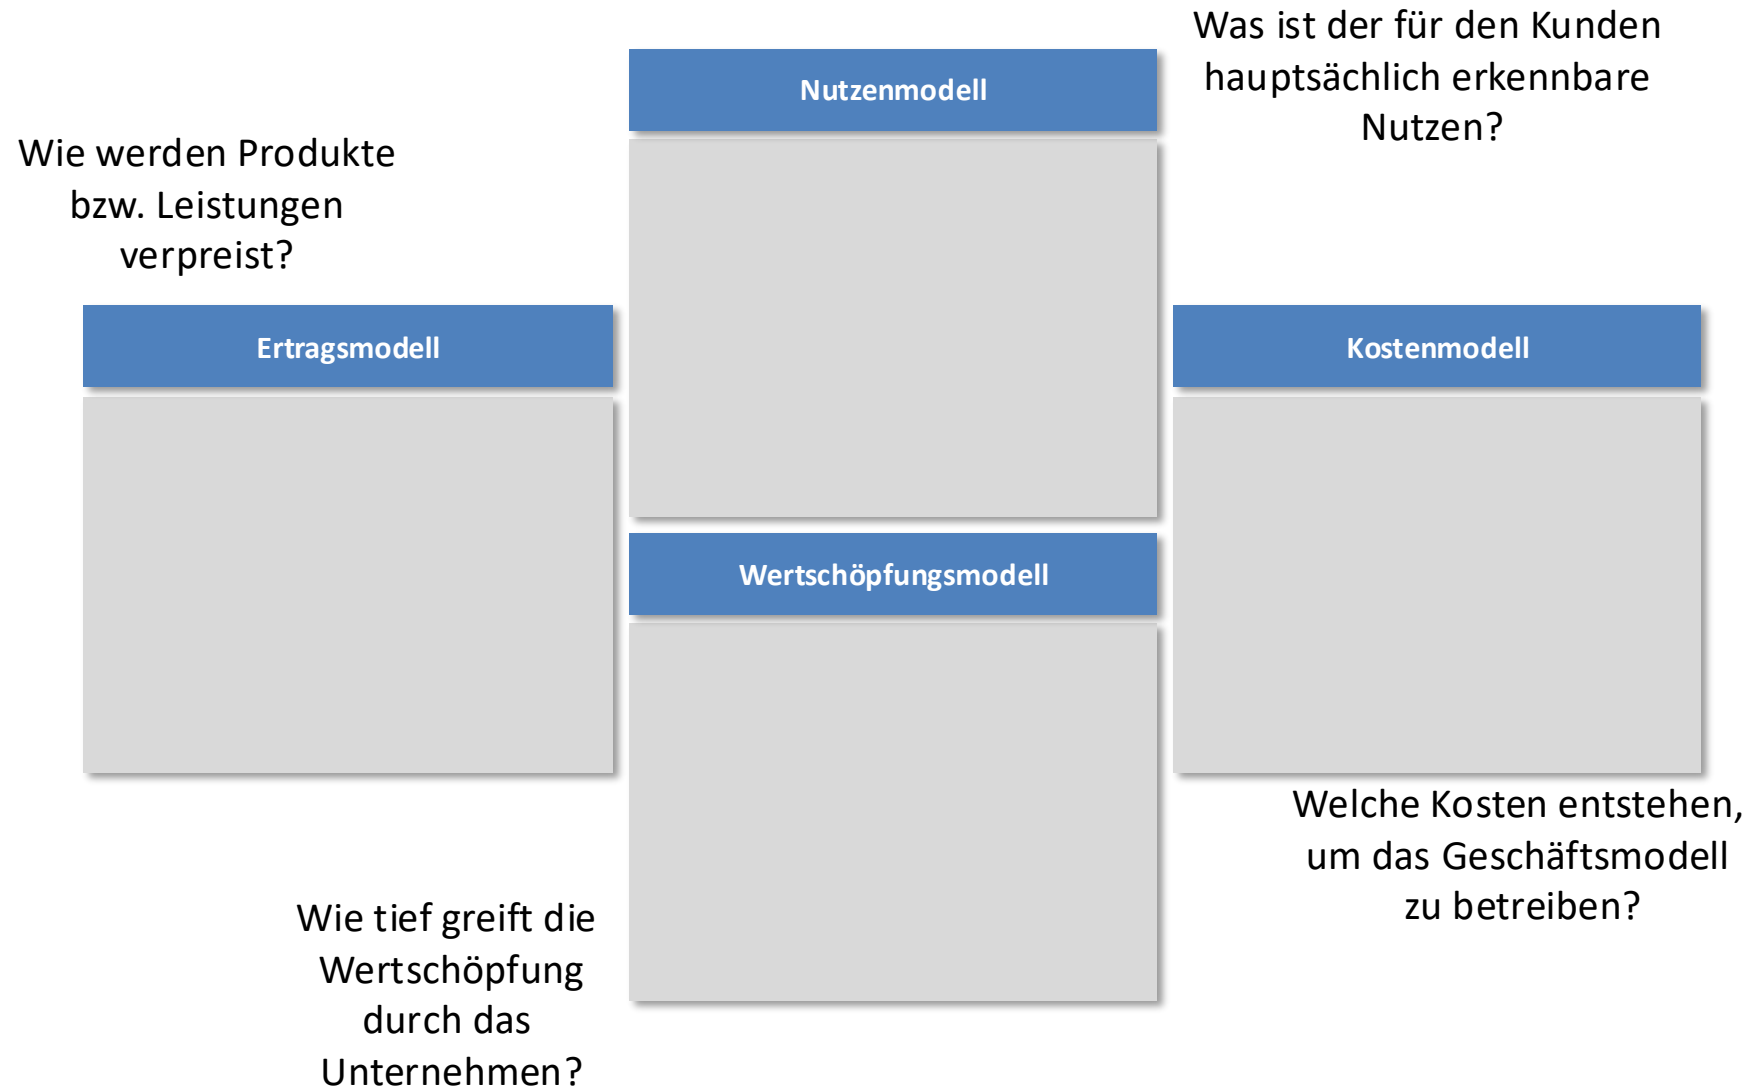 Was ist der für den Kunden
hauptsächlich erkennbare
Nutzen?
Nutzenmodell
Wie werden Produkte
bzw. Leistungen
verpreist?
Ertragsmodell
Kostenmodell
Wertschöpfungsmodell
Welche Kosten entstehen,
um das Geschäftsmodell
zu betreiben?
Wie tief greift die
Wertschöpfung
durch das
Unternehmen?